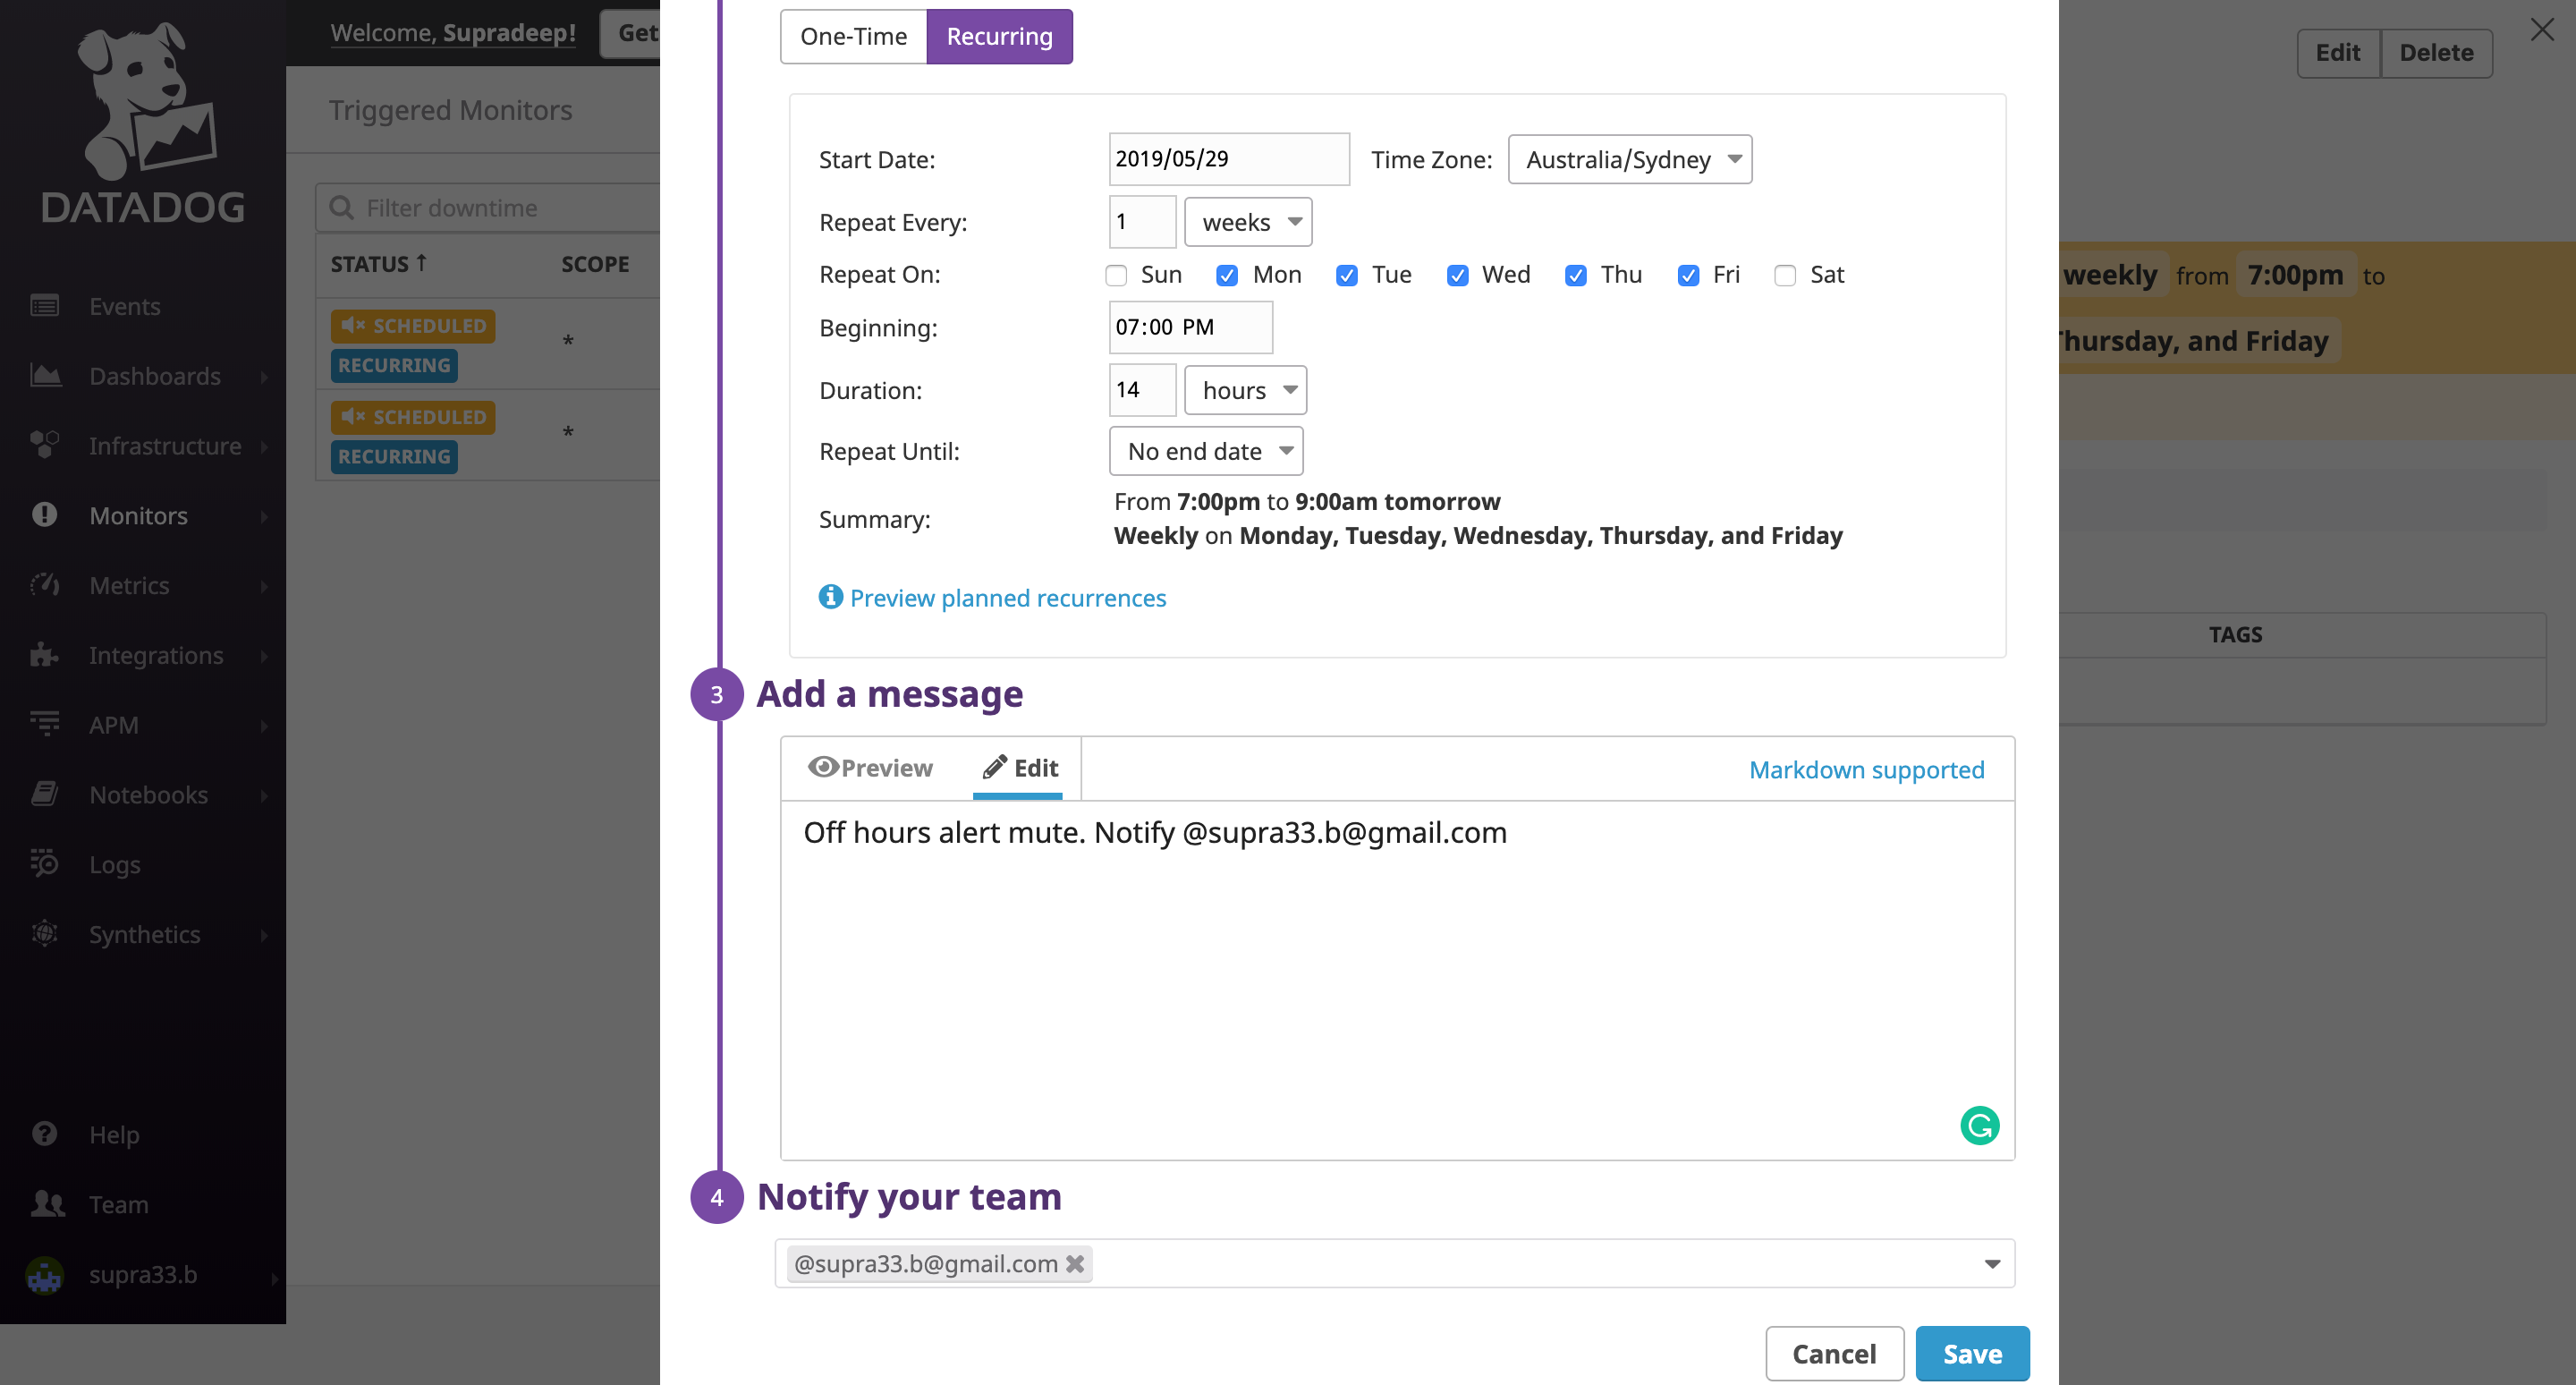 DATADOG
Events
Dashboards
Infrastructure
Monitors
Metrics
Integrations
APM
Notebooks
Logs
Synthetics
Help
Team
supra33.b
Welcome, Supradeep!
Get
Triggered Monitors
Filter downtime
STATUS ↑ SCOPE
SCHEDULED
RECURRING
*
SCHEDULED
RECURRING
*
One-Time Recurring
Start Date: 2019/05/29 Time Zone: Australia/Sydney
Repeat Every: 1 weeks
Repeat On: Sun Mon Tue Wed Thu Fri Sat
Beginning: 07:00 PM
Duration: 14 hours
Repeat Until: No end date
Summary: From 7:00pm to 9:00am tomorrow
Weekly on Monday, Tuesday, Wednesday, Thursday, and Friday
Preview planned recurrences
3 Add a message
Preview Edit Markdown supported
Off hours alert mute. Notify @supra33.b@gmail.com
4 Notify your team
@supra33.b@gmail.com
Cancel Save
Edit Delete
weekly from 7:00pm to
Thursday, and Friday
TAGS